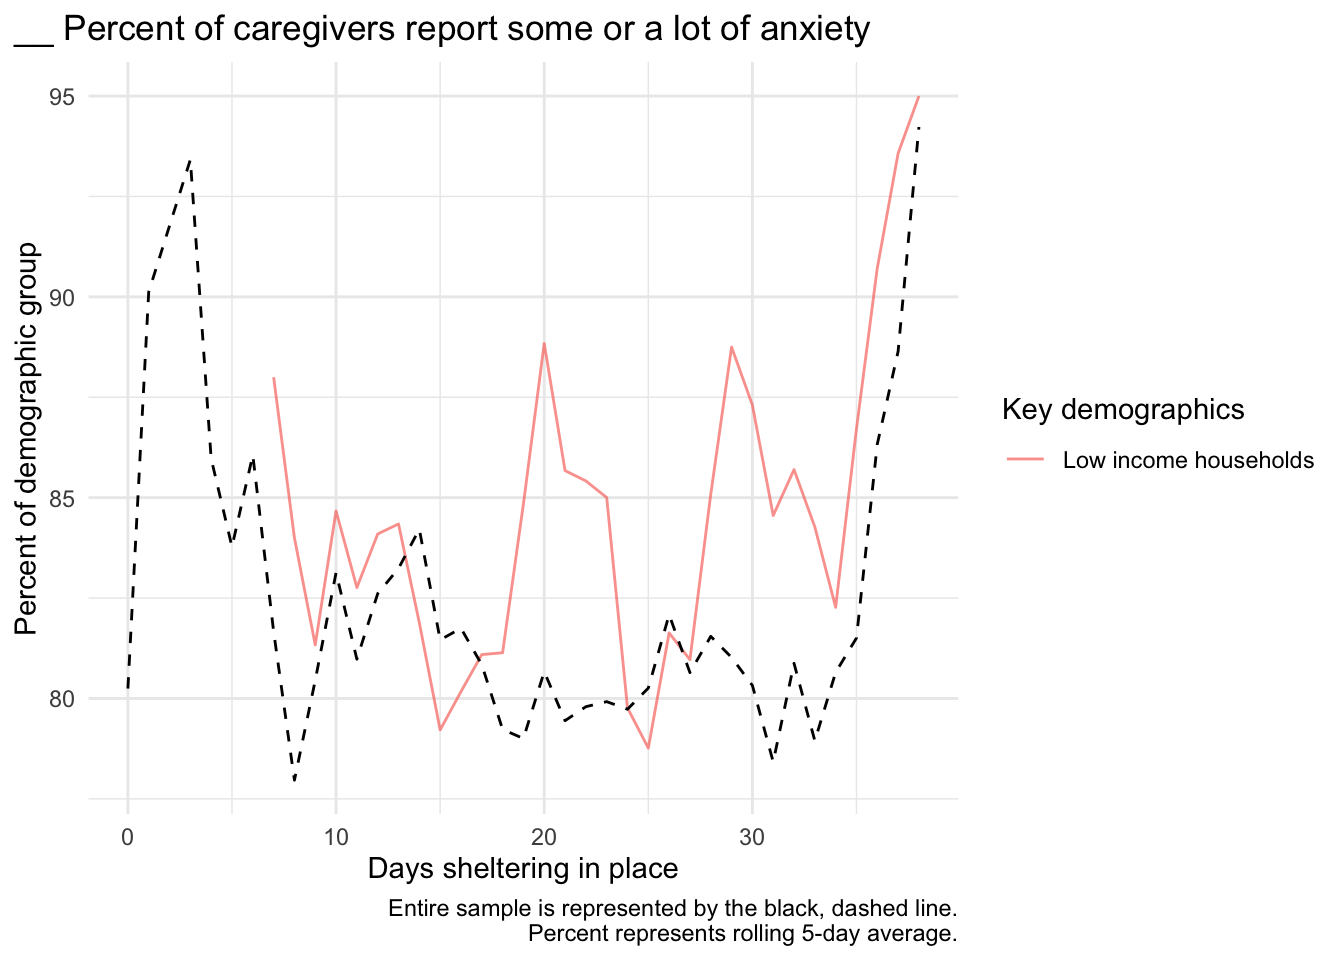 __ Percent of caregivers report some or a lot of anxiety
95
90
85
80
Percent of demographic group
0
10
20
30
Days sheltering in place
Entire sample is represented by the black, dashed line.
Percent represents rolling 5-day average.
Key demographics
Low income households